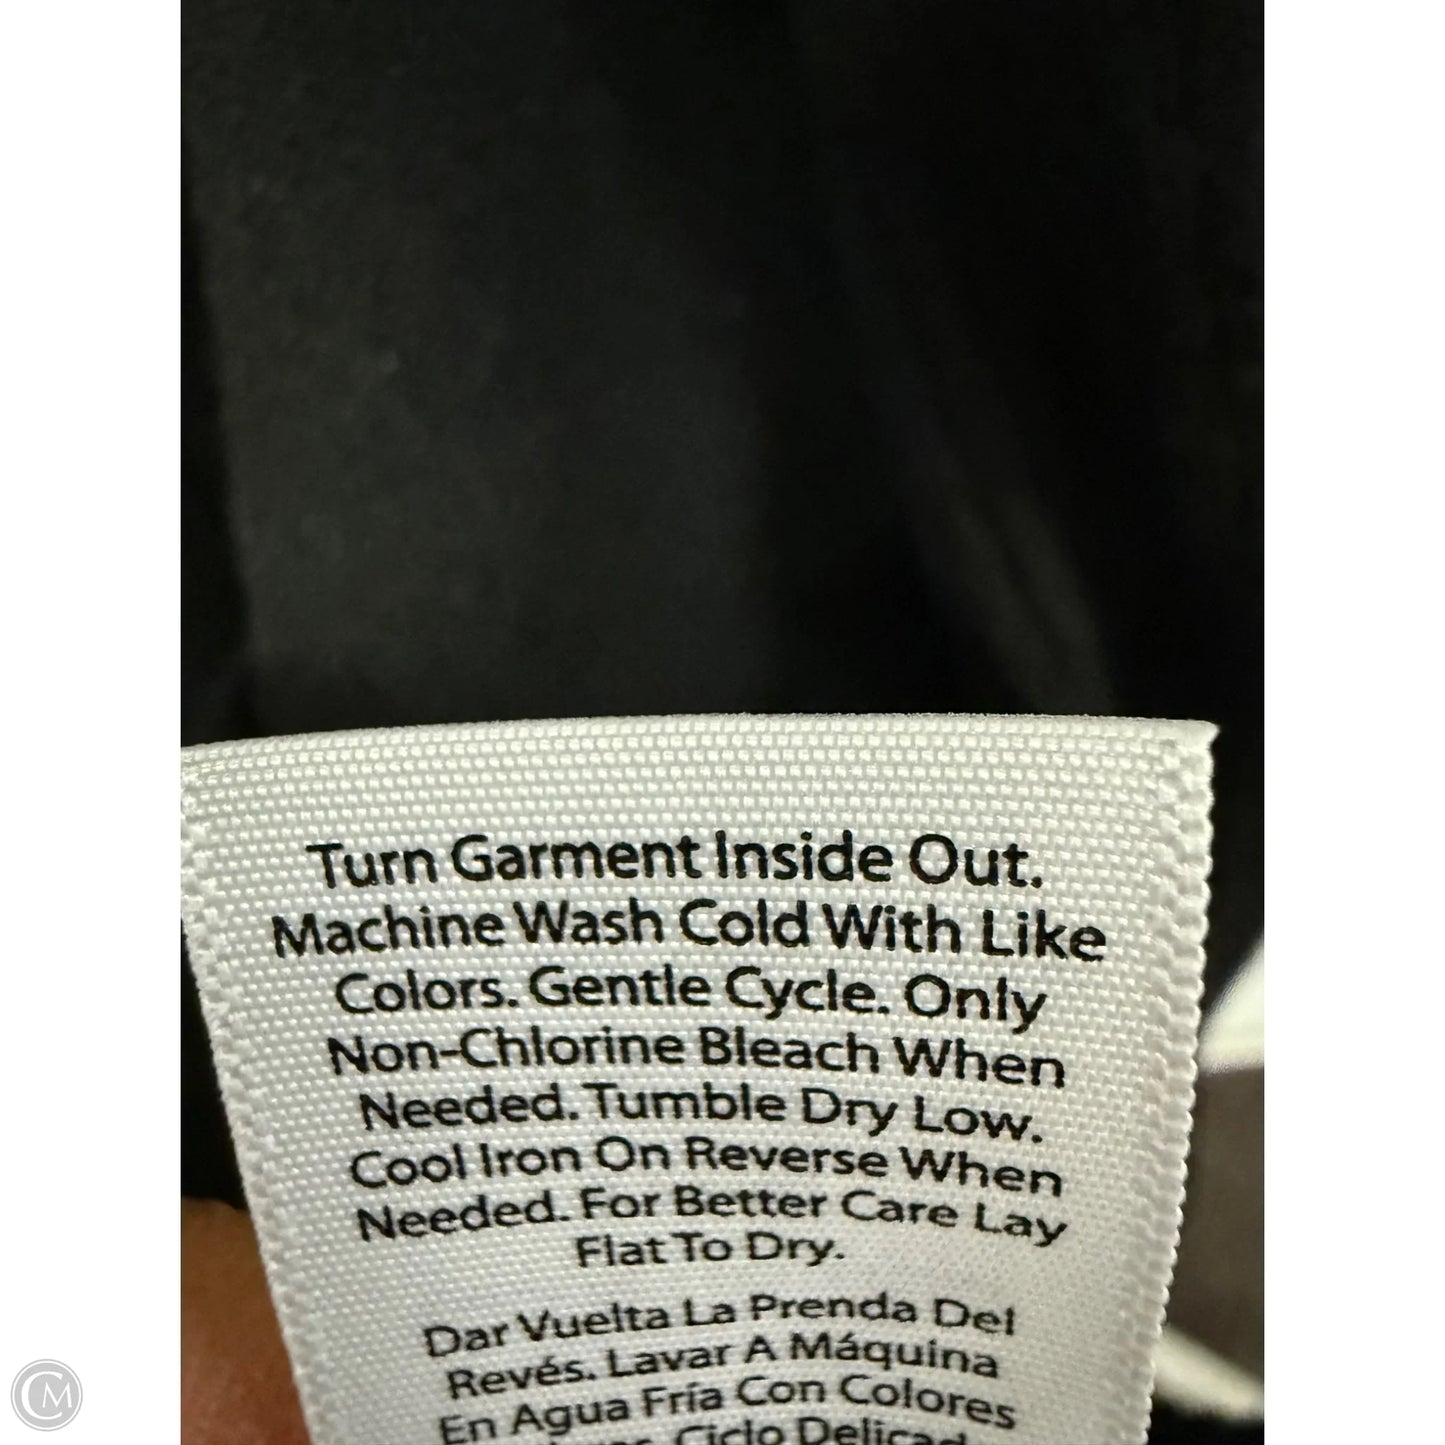 Turn Garment Inside Out.
Machine Wash Cold With Like
Colors. Gentle Cycle. Only
Non-Chlorine Bleach When
Needed. Tumble Dry Low.
Cool Iron On Reverse When
Needed. For Better Care Lay
Flat To Dry.
Dar Vuelta La Prenda Del
Revés. Lavar A Máquina
En Agua Fría Con Colores
Ciclo
CM